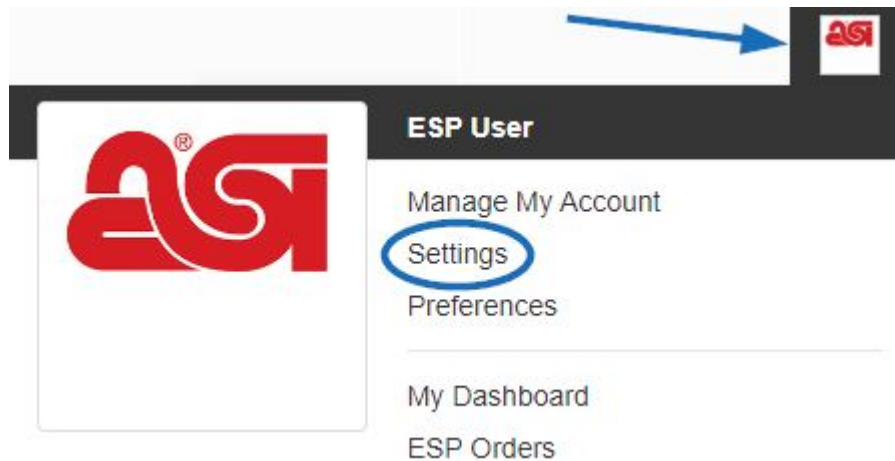 asi
ESP User
asi®
Manage My Account
Settings
Preferences
My Dashboard
ESP Orders